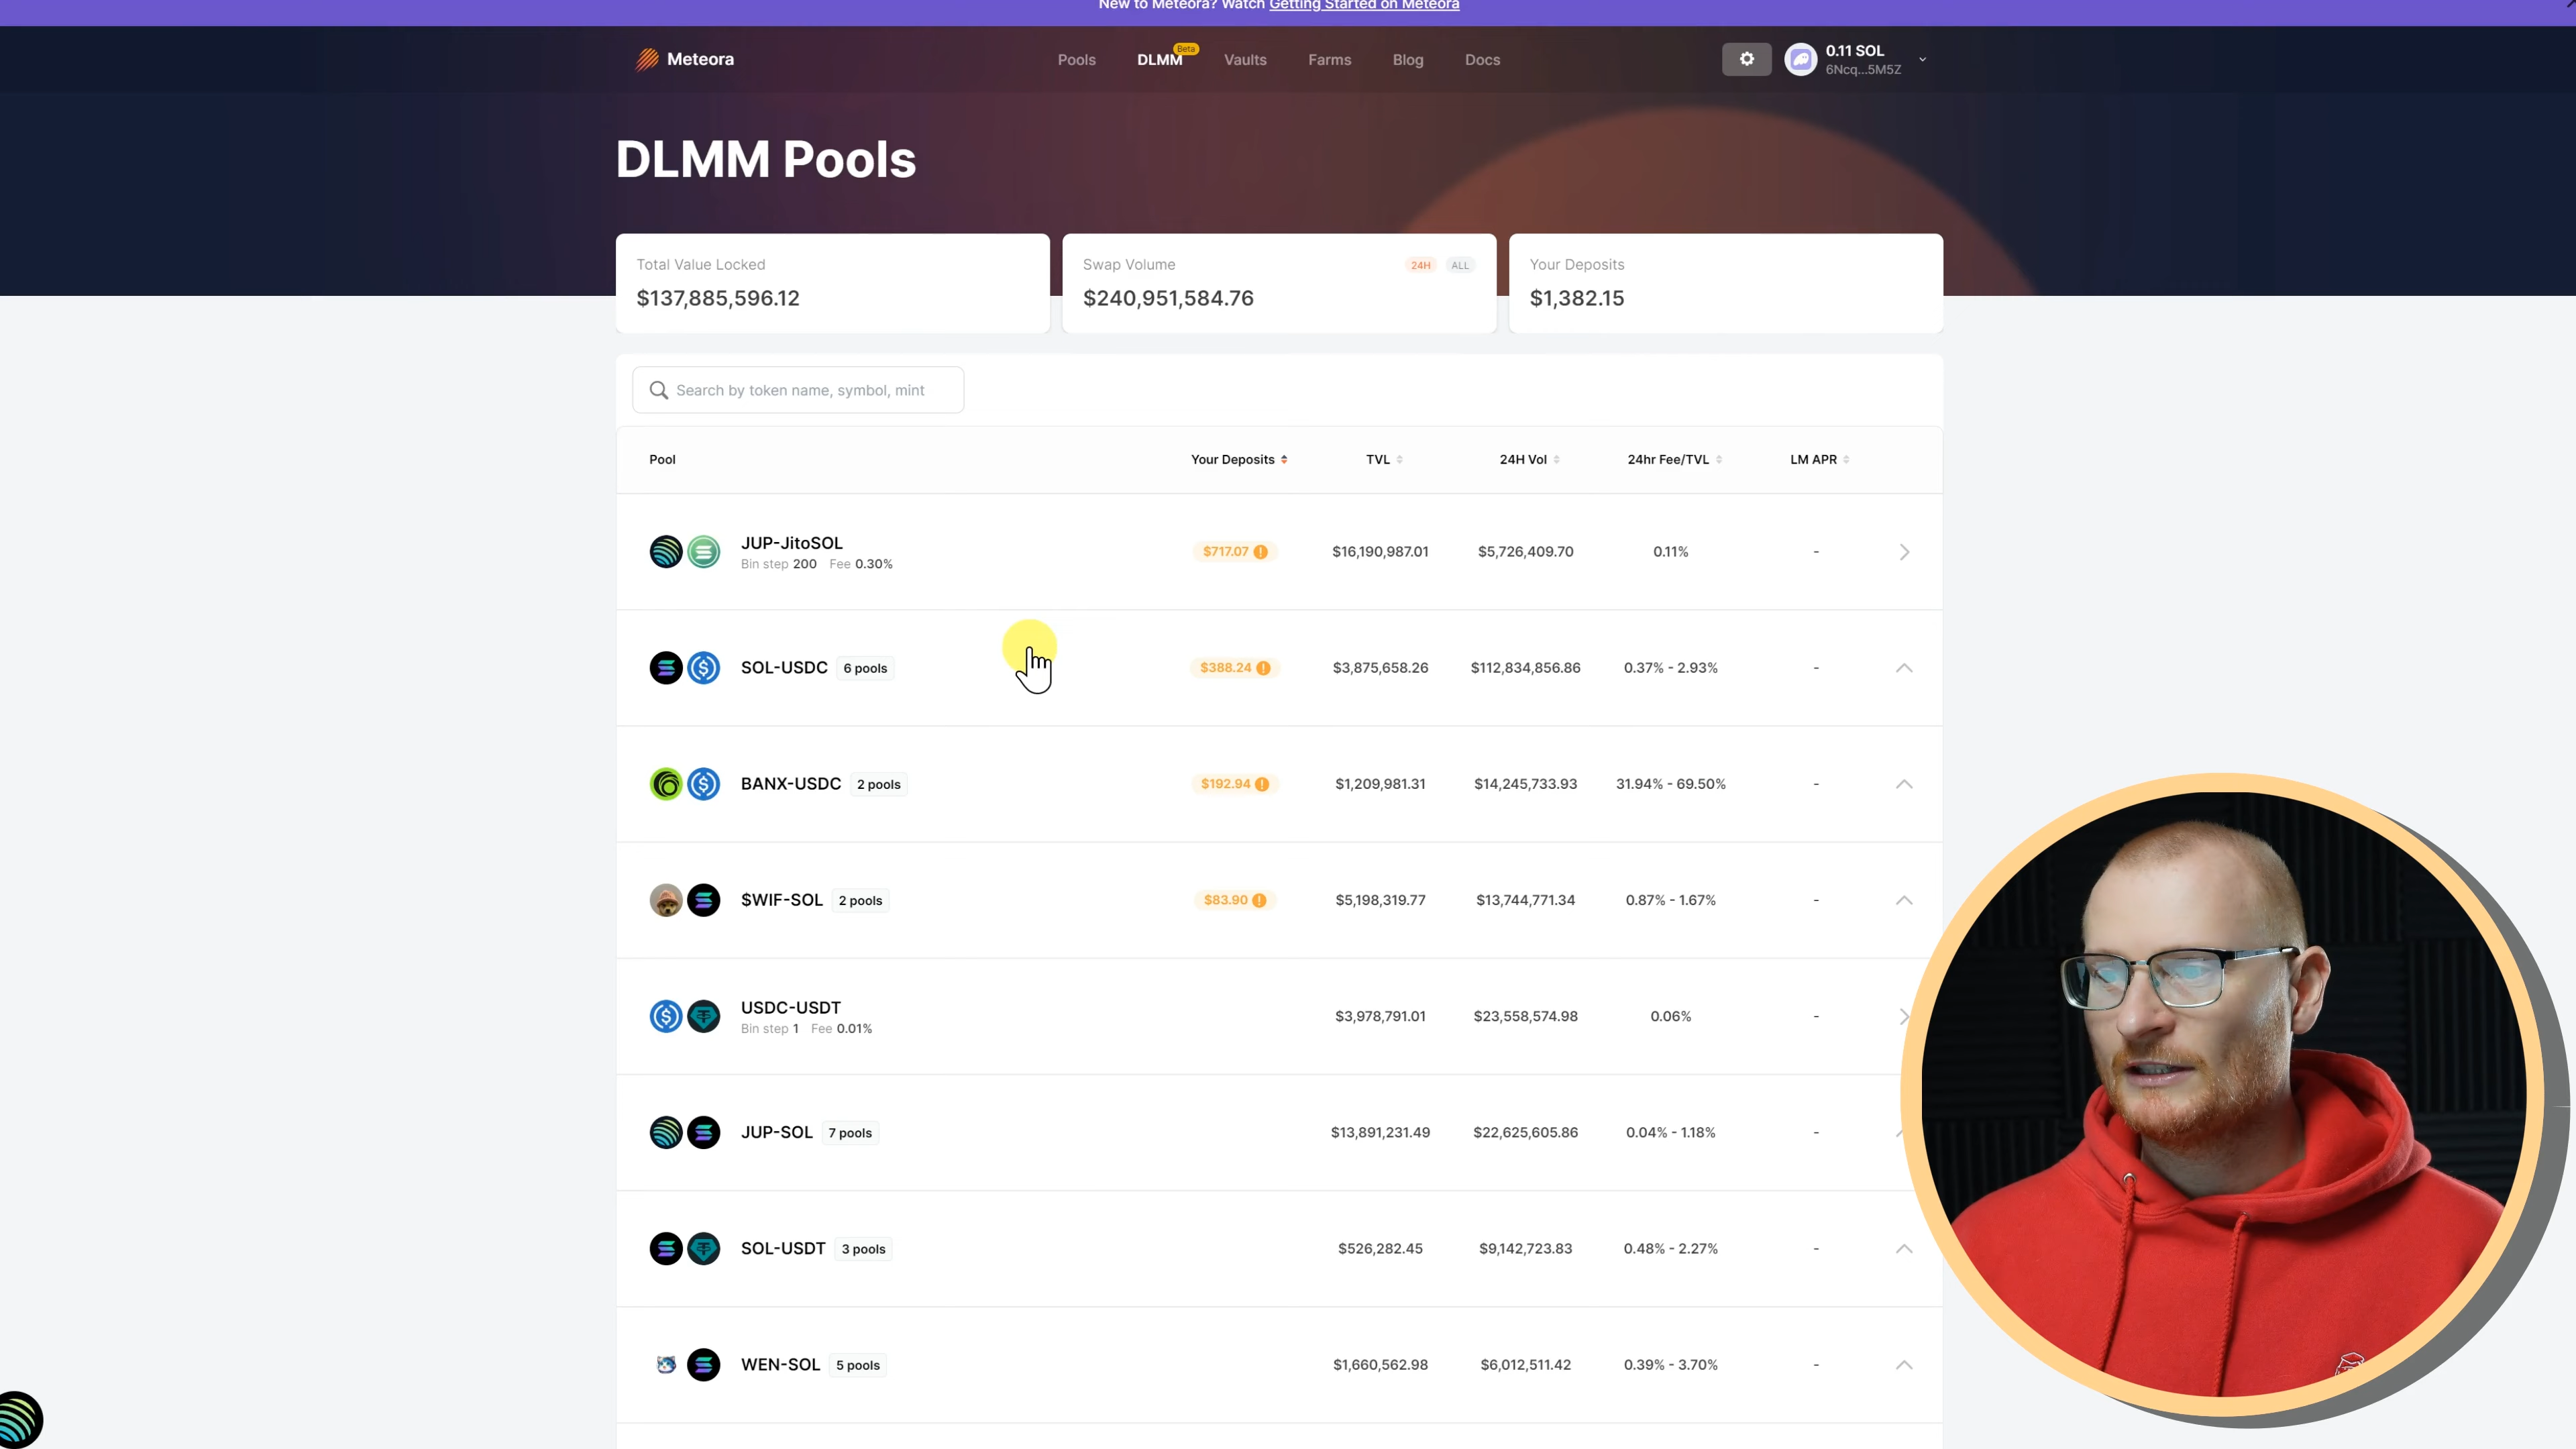 New to Meteora? Watch Getting Started on Meteora
Meteora
Pools
DLMM
Beta
Vaults
Farms
Blog
Docs
0.11 SOL
6Ncq...5M5Z
DLMM Pools
Total Value Locked
$137,885,596.12
Swap Volume
24H
ALL
$240,951,584.76
Your Deposits
$1,382.15
Search by token name, symbol, mint
Pool Your Deposits TVL 24H Vol 24hr Fee/TVL LM APR
JUP-JitoSOL
Bin step 200 Fee 0.30%
$717.07 $16,190,987.01 $5,726,409.70 0.11% -
SOL-USDC 6 pools $388.24 $3,875,658.26 $112,834,856.86 0.37% - 2.93% -
BANX-USDC 2 pools $192.94 $1,209,981.31 $14,245,733.93 31.94% - 69.50% -
$WIF-SOL 2 pools $83.90 $5,198,319.77 $13,744,771.34 0.87% - 1.67% -
USDC-USDT
Bin step 1 Fee 0.01%
$3,978,791.01 $23,558,574.98 0.06% -
JUP-SOL 7 pools $13,891,231.49 $22,625,605.86 0.04% - 1.18% -
SOL-USDT 3 pools $526,282.45 $9,142,723.83 0.48% - 2.27% -
WEN-SOL 5 pools $1,660,562.98 $6,012,511.42 0.39% - 3.70% -